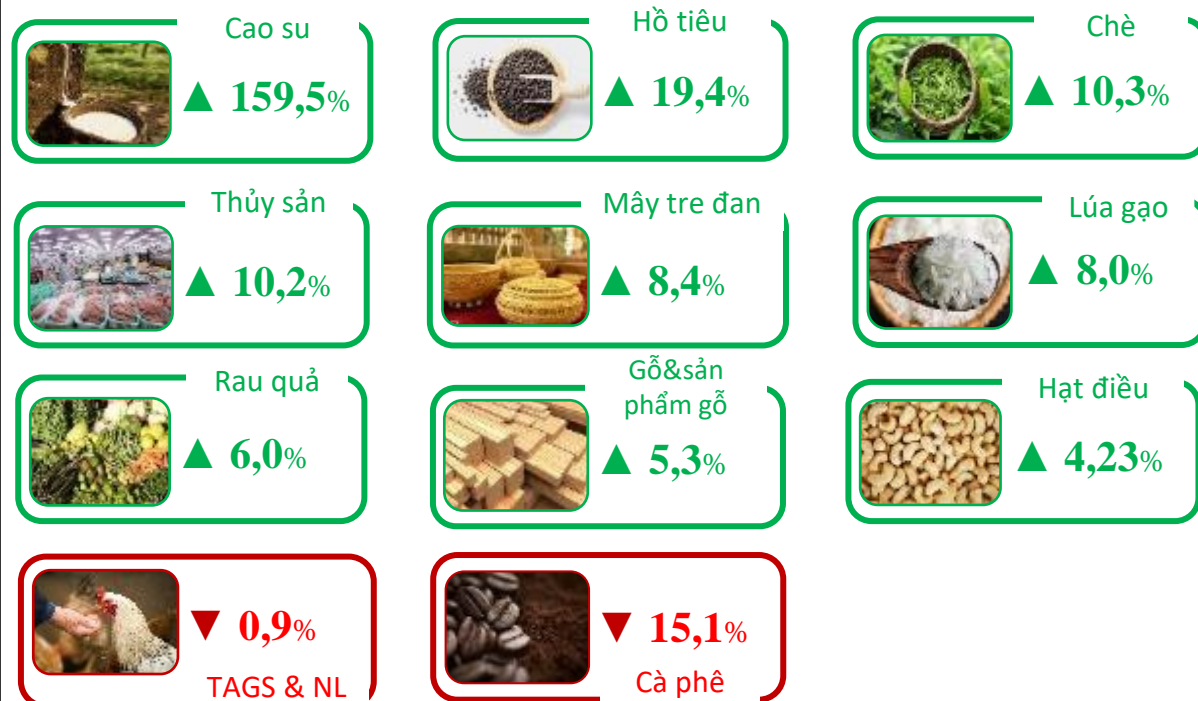 Cao su
▲ 159,5%
Hồ tiêu
▲ 19,4%
Chè
▲ 10,3%
Thủy sản
▲ 10,2%
Mây tre đan
▲ 8,4%
Lúa gạo
▲ 8,0%
Rau quả
▲ 6,0%
Gỗ&sản
phẩm gỗ
▲ 5,3%
Hạt điều
▲ 4,23%
▼ 0,9%
TAGS & NL
▼ 15,1%
Cà phê